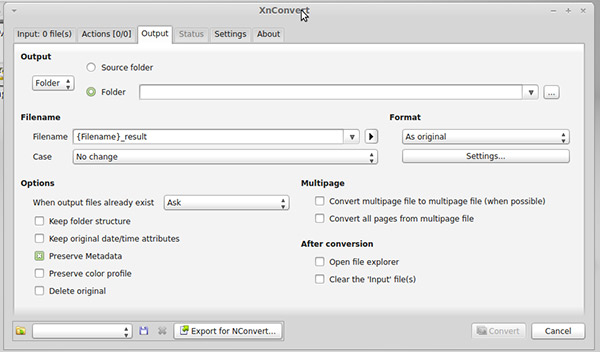 XnConvert
Input: 0 file(s) Actions [0/0] Output Status Settings About
Output
Folder
Source folder
Folder
...
Filename
Filename {Filename}_result
Case No change
Format
As original
Settings...
Options
When output files already exist Ask
Keep folder structure
Keep original date/time attributes
Preserve Metadata
Preserve color profile
Delete original
Multipage
Convert multipage file to multipage file (when possible)
Convert all pages from multipage file
After conversion
Open file explorer
Clear the 'Input' file(s)
Export for NConvert... Convert Cancel